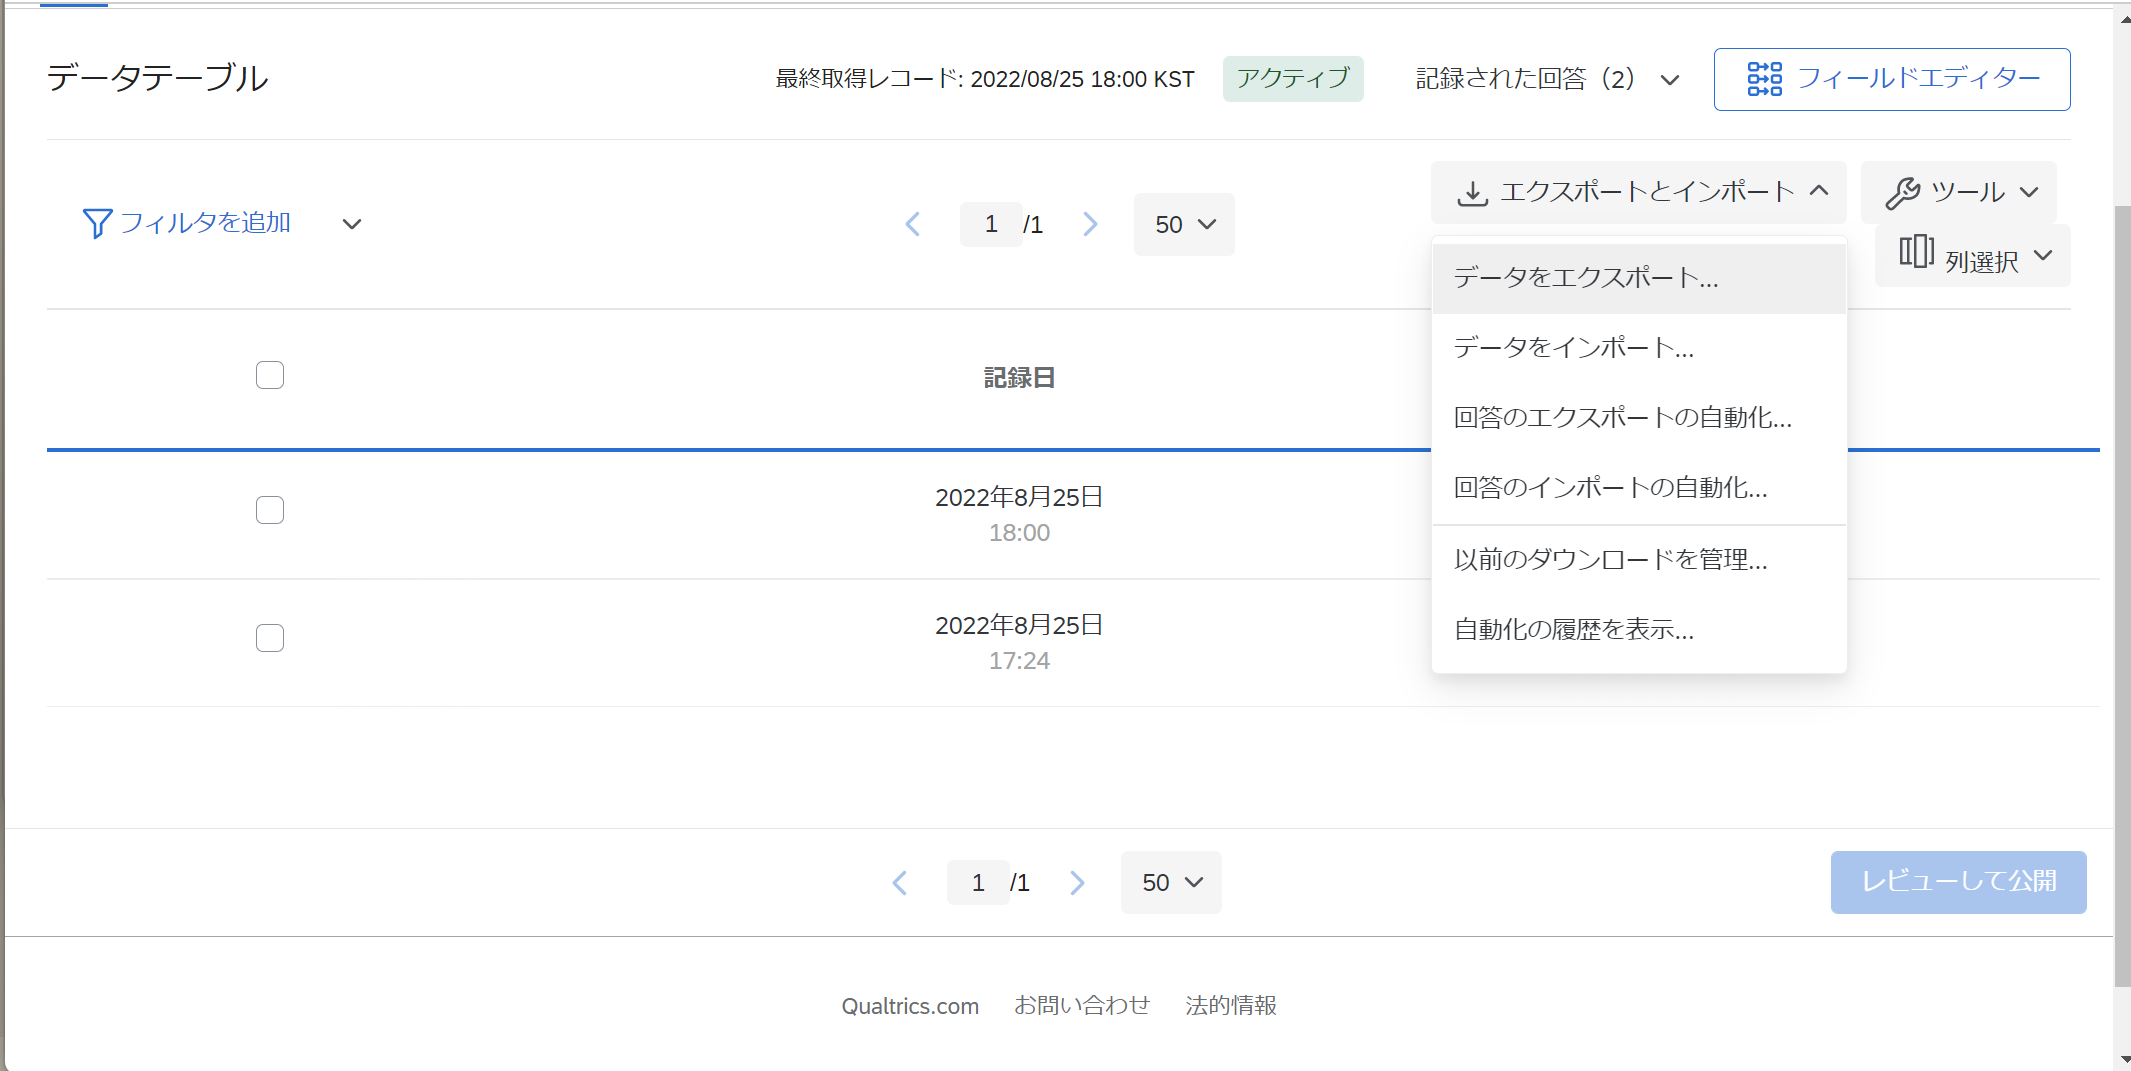 データテーブル
最終取得レコード: 2022/08/25 18:00 KST
アクティブ
記録された回答（2）
フィールドエディター
フィルタを追加
1 /1
50
エクスポートとインポート
ツール
列選択
データをエクスポート...
データをインポート...
回答のエクスポートの自動化...
回答のインポートの自動化...
以前のダウンロードを管理...
自動化の履歴を表示...
記録日
2022年8月25日
18:00
2022年8月25日
17:24
1 /1
50
レビューして公開
Qualtrics.com お問い合わせ 法的情報